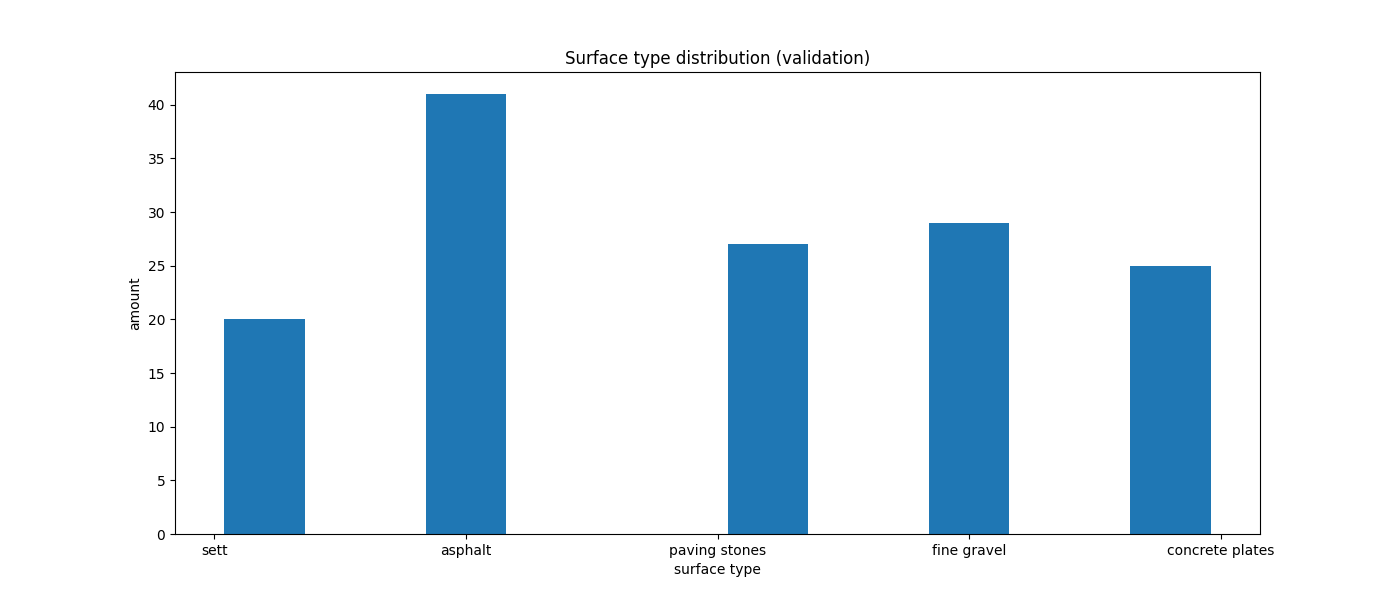 Surface type distribution (validation)
40
35
30
25
20
15
10
5
0
amount
sett asphalt paving stones fine gravel concrete plates
surface type